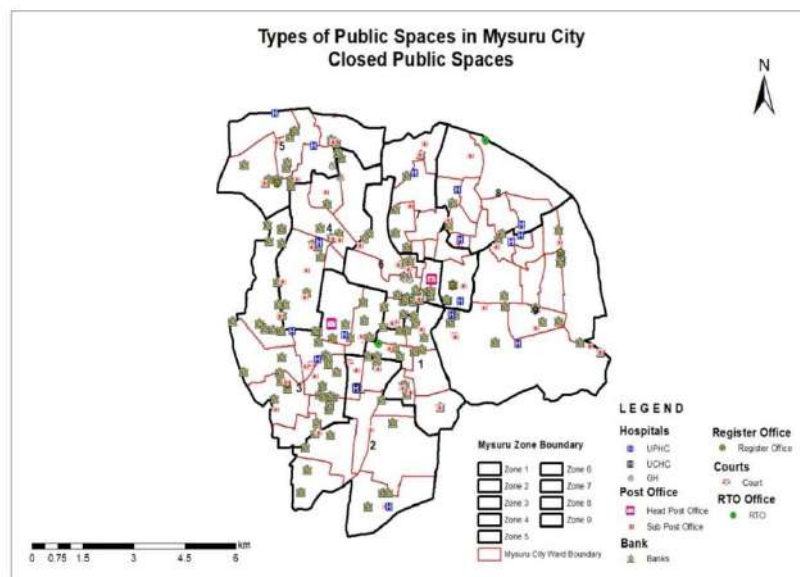 Types of Public Spaces in Mysuru City
Closed Public Spaces
N
5
8
4
7
6
9
1
3
2
LEGEND
Hospitals
UPHC
UCHC
GH
Post Office
Head Post Office
Sub Post Office
Bank
Banks
Register Office
Register Office
Courts
Court
RTO Office
RTO
Mysuru Zone Boundary
Zone 1
Zone 2
Zone 3
Zone 4
Zone 5
Zone 6
Zone 7
Zone 8
Zone 9
Mysuru City Ward Boundary
km
0 0.75 1.5 3 4.5 6